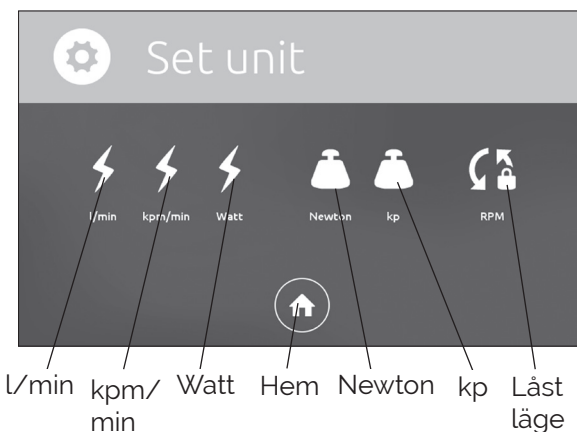 Set unit
l/min kpm/min Watt Newton kp RPM
l/min kpm/ Watt Hem Newton kp Låst
min läge